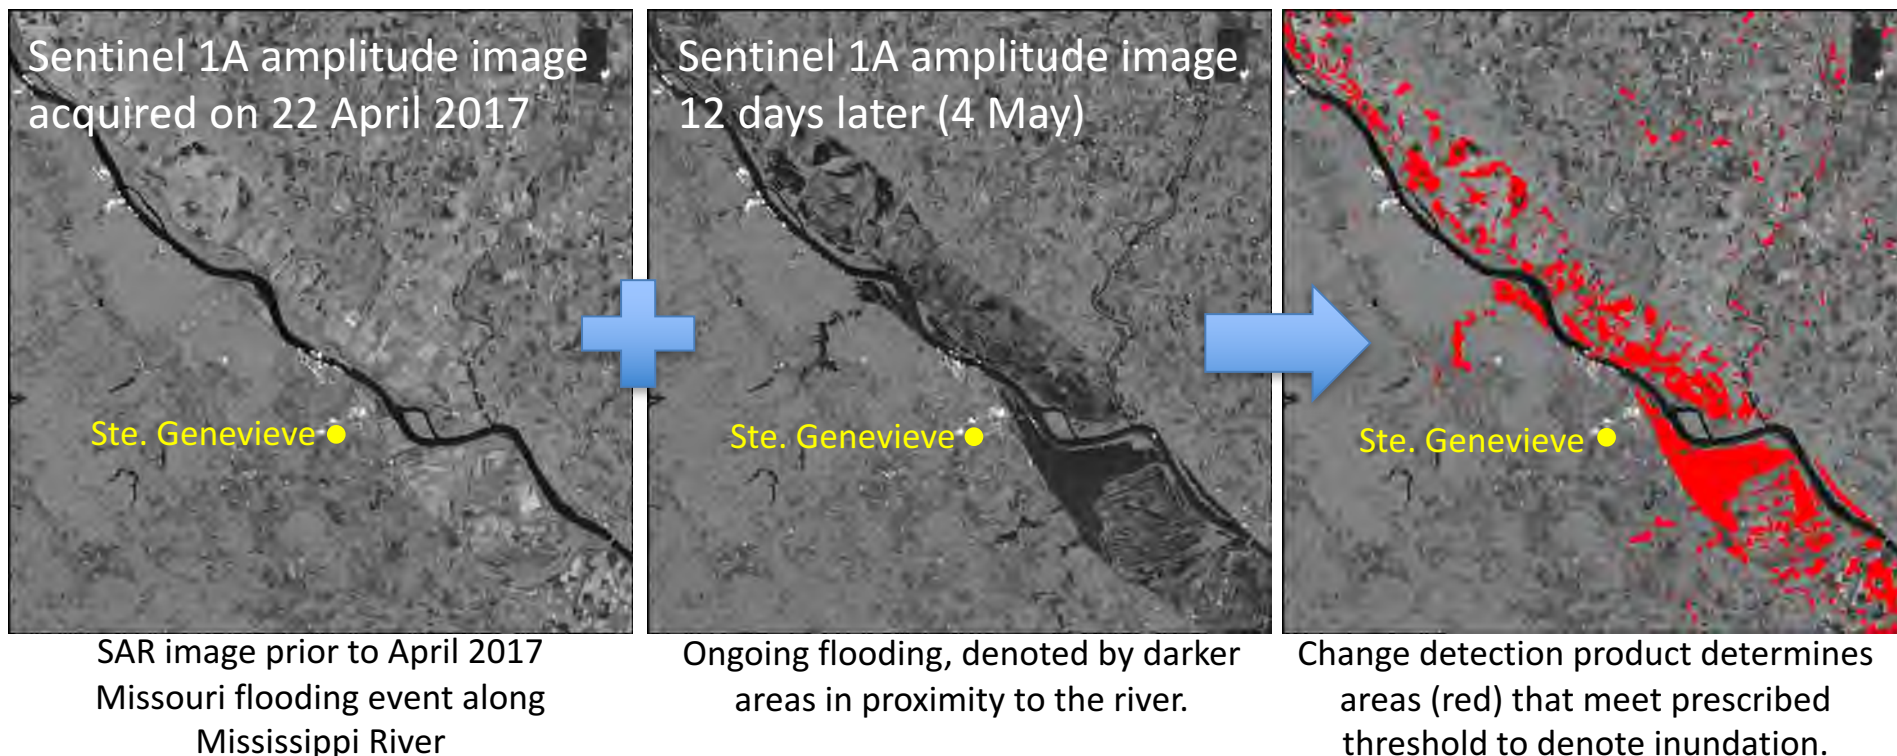 Sentinel 1A amplitude image
acquired on 22 April 2017
Ste. Genevieve
SAR image prior to April 2017
Missouri flooding event along
Mississippi River
Sentinel 1A amplitude image
12 days later (4 May)
Ste. Genevieve
Ongoing flooding, denoted by darker
areas in proximity to the river.
Ste. Genevieve
Change detection product determines
areas (red) that meet prescribed
threshold to denote inundation.